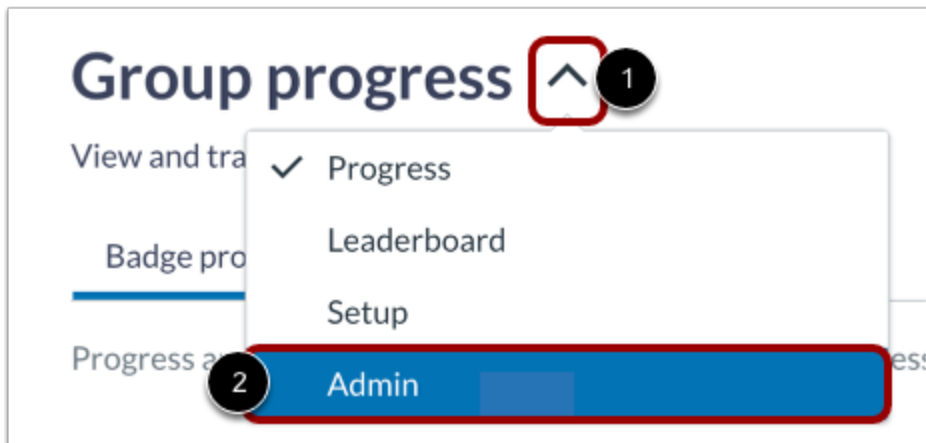 Group progress
1
View and tra
Progress
Leaderboard
Badge pro
Setup
Progress a
ess
2
Admin